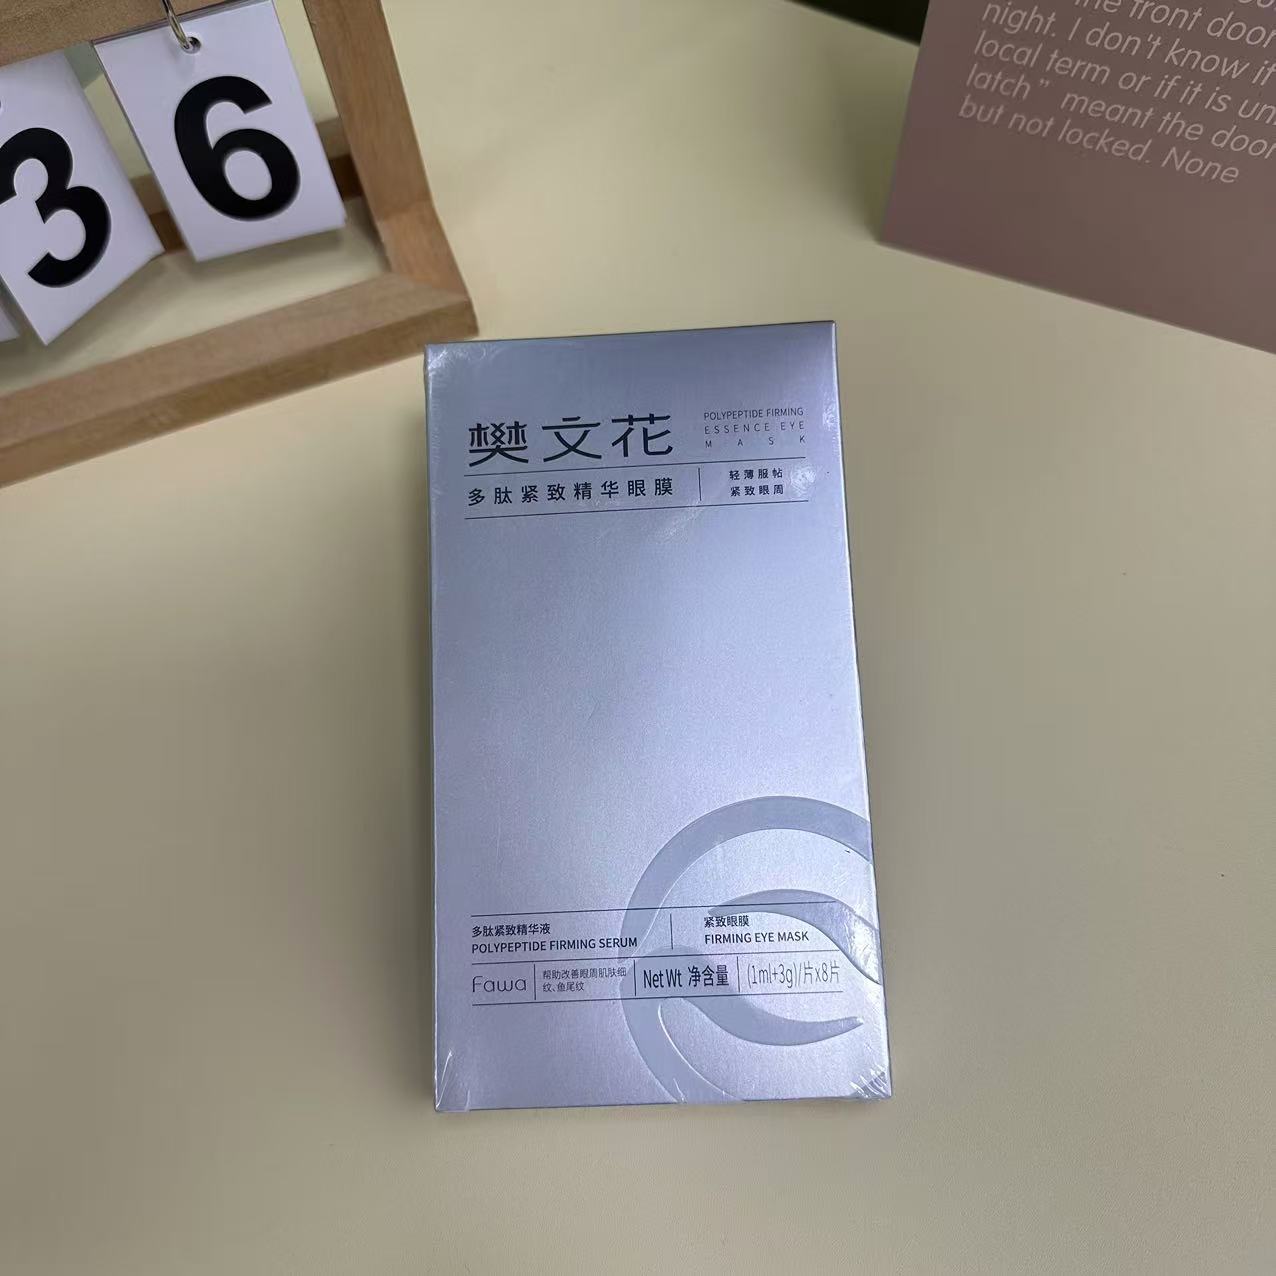 3
6
the front door
night. I don't know if
local term or if it is un
latch” meant the door
but not locked. None
樊文花
POLYPEPTIDE FIRMING
ESSENCE EYE
MASK
多肽紧致精华眼膜
轻薄服帖
紧致眼周
多肽紧致精华液
POLYPEPTIDE FIRMING SERUM
紧致眼膜
FIRMING EYE MASK
Fawa
帮助改善眼周肌肤细
纹、鱼尾纹
Net Wt 净含量
(1ml+3g)/片x8片